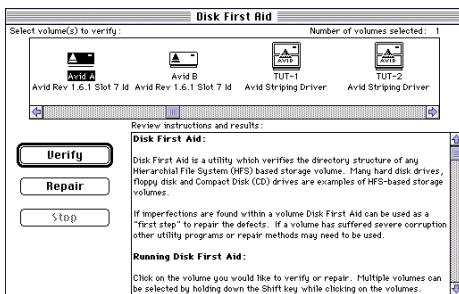 Disk First Aid
Select volume(s) to verify: Number of volumes selected: 1
Avid A Avid B TUT-1 TUT-2
Avid Rev 1.6.1 Slot 7 Id Avid Rev 1.6.1 Slot 7 Id Avid Striping Driver Avid Striping Driver
Review instructions and results:
Disk First Aid:
Verify
Disk First Aid is a utility which verifies the directory structure of any
Hierarchial File System (HFS) based storage volume. Many hard disk drives,
floppy disk and Compact Disk (CD) drives are examples of HFS-based storage
volumes.
Repair
If imperfections are found within a volume Disk First Aid can be used as a
"first step" to repair the defects. If a volume has suffered severe corruption
other utility programs or repair methods may need to be used.
Stop
Running Disk First Aid:
Click on the volume you would like to verify or repair. Multiple volumes can
be selected by holding down the Shift key while clicking on the volumes.